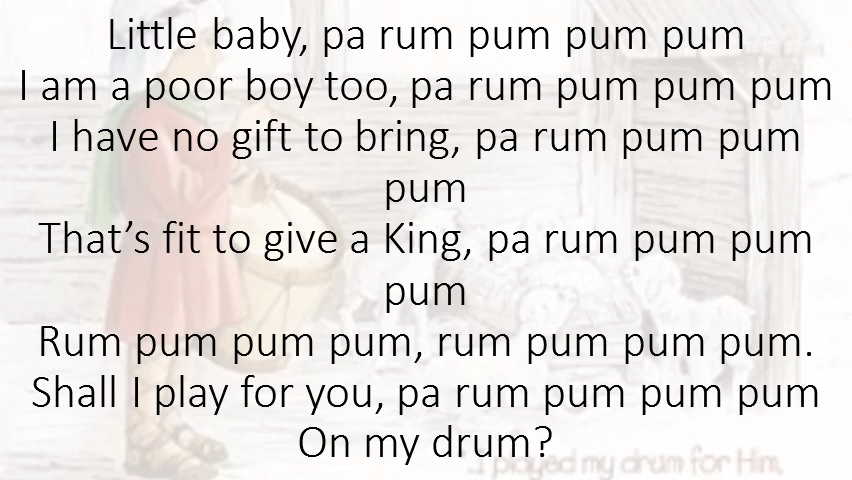 Little baby, pa rum pum pum pum
I am a poor boy too, pa rum pum pum pum
I have no gift to bring, pa rum pum pum
pum
That’s fit to give a King, pa rum pum pum
pum
Rum pum pum pum, rum pum pum pum.
Shall I play for you, pa rum pum pum pum
On my drum?
...I played my drum for Him,